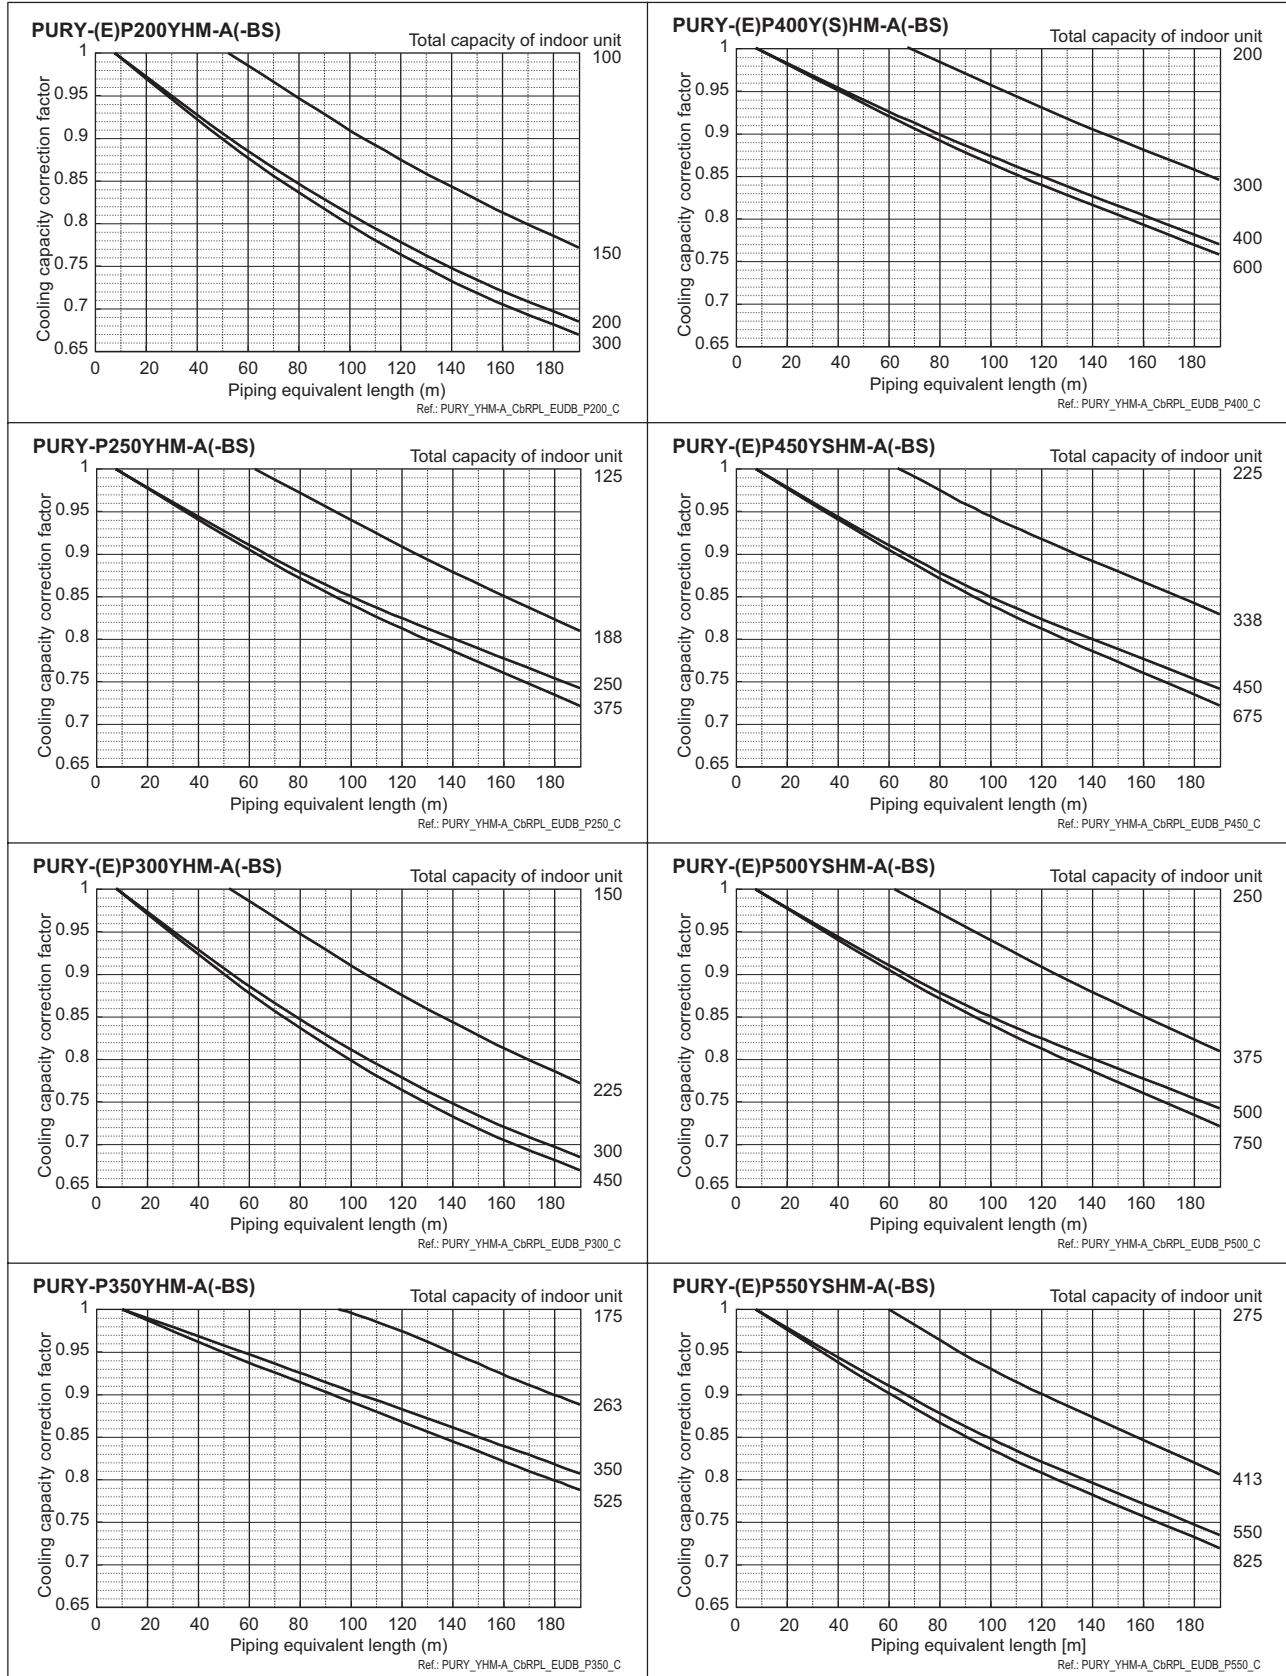 PURY-(E)P200YHM-A(-BS)
Total capacity of indoor unit
Cooling capacity correction factor
1
0.95
0.9
0.85
0.8
0.75
0.7
0.65
100
150
200
300
0 20 40 60 80 100 120 140 160 180
Piping equivalent length (m)
Ref.: PURY_YHM-A_CbRPL_EUDB_P200_C
PURY-(E)P400Y(S)HM-A(-BS)
Total capacity of indoor unit
Cooling capacity correction factor
1
0.95
0.9
0.85
0.8
0.75
0.7
0.65
200
300
400
600
0 20 40 60 80 100 120 140 160 180
Piping equivalent length (m)
Ref.: PURY_YHM-A_CbRPL_EUDB_P400_C
PURY-P250YHM-A(-BS)
Total capacity of indoor unit
Cooling capacity correction factor
1
0.95
0.9
0.85
0.8
0.75
0.7
0.65
125
188
250
375
0 20 40 60 80 100 120 140 160 180
Piping equivalent length (m)
Ref.: PURY_YHM-A_CbRPL_EUDB_P250_C
PURY-(E)P450YSHM-A(-BS)
Total capacity of indoor unit
Cooling capacity correction factor
1
0.95
0.9
0.85
0.8
0.75
0.7
0.65
225
338
450
675
0 20 40 60 80 100 120 140 160 180
Piping equivalent length (m)
Ref.: PURY_YHM-A_CbRPL_EUDB_P450_C
PURY-(E)P300YHM-A(-BS)
Total capacity of indoor unit
Cooling capacity correction factor
1
0.95
0.9
0.85
0.8
0.75
0.7
0.65
150
225
300
450
0 20 40 60 80 100 120 140 160 180
Piping equivalent length (m)
Ref.: PURY_YHM-A_CbRPL_EUDB_P300_C
PURY-(E)P500YSHM-A(-BS)
Total capacity of indoor unit
Cooling capacity correction factor
1
0.95
0.9
0.85
0.8
0.75
0.7
0.65
250
375
500
750
0 20 40 60 80 100 120 140 160 180
Piping equivalent length (m)
Ref.: PURY_YHM-A_CbRPL_EUDB_P500_C
PURY-P350YHM-A(-BS)
Total capacity of indoor unit
Cooling capacity correction factor
1
0.95
0.9
0.85
0.8
0.75
0.7
0.65
175
263
350
525
0 20 40 60 80 100 120 140 160 180
Piping equivalent length (m)
Ref.: PURY_YHM-A_CbRPL_EUDB_P350_C
PURY-(E)P550YSHM-A(-BS)
Total capacity of indoor unit
Cooling capacity correction factor
1
0.95
0.9
0.85
0.8
0.75
0.7
0.65
275
413
550
825
0 20 40 60 80 100 120 140 160 180
Piping equivalent length [m]
Ref.: PURY_YHM-A_CbRPL_EUDB_P550_C